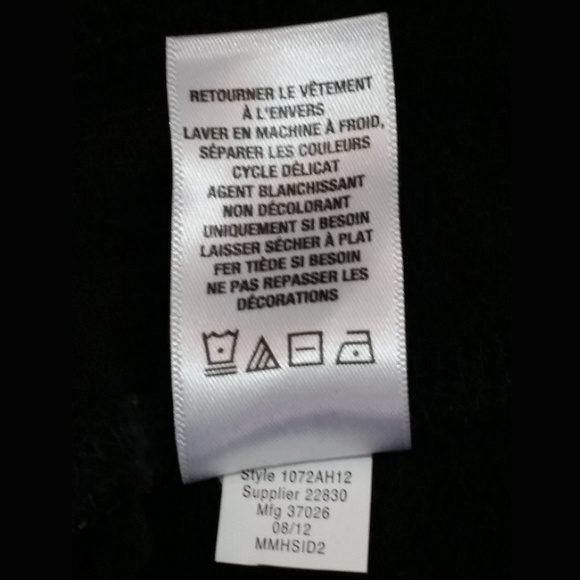 RETOURNER LE VÊTEMENT
À L'ENVERS
LAVER EN MACHINE À FROID,
SÉPARER LES COULEURS
CYCLE DÉLICAT
AGENT BLANCHISSANT
NON DÉCOLORANT
UNIQUEMENT SI BESOIN
LAISSER SÉCHER À PLAT
FER TIÈDE SI BESOIN
NE PAS REPASSER LES
DÉCORATIONS
Style 1072AH12
Supplier 22830
Mfg 37026
08/12
MMHSID2